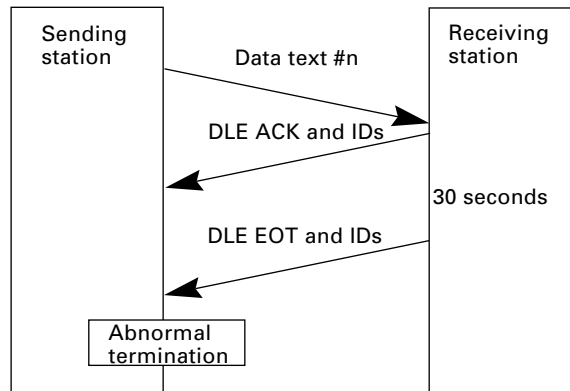 Sending
station
Receiving
station
Data text #n
DLE ACK and IDs
30 seconds
DLE EOT and IDs
Abnormal
termination